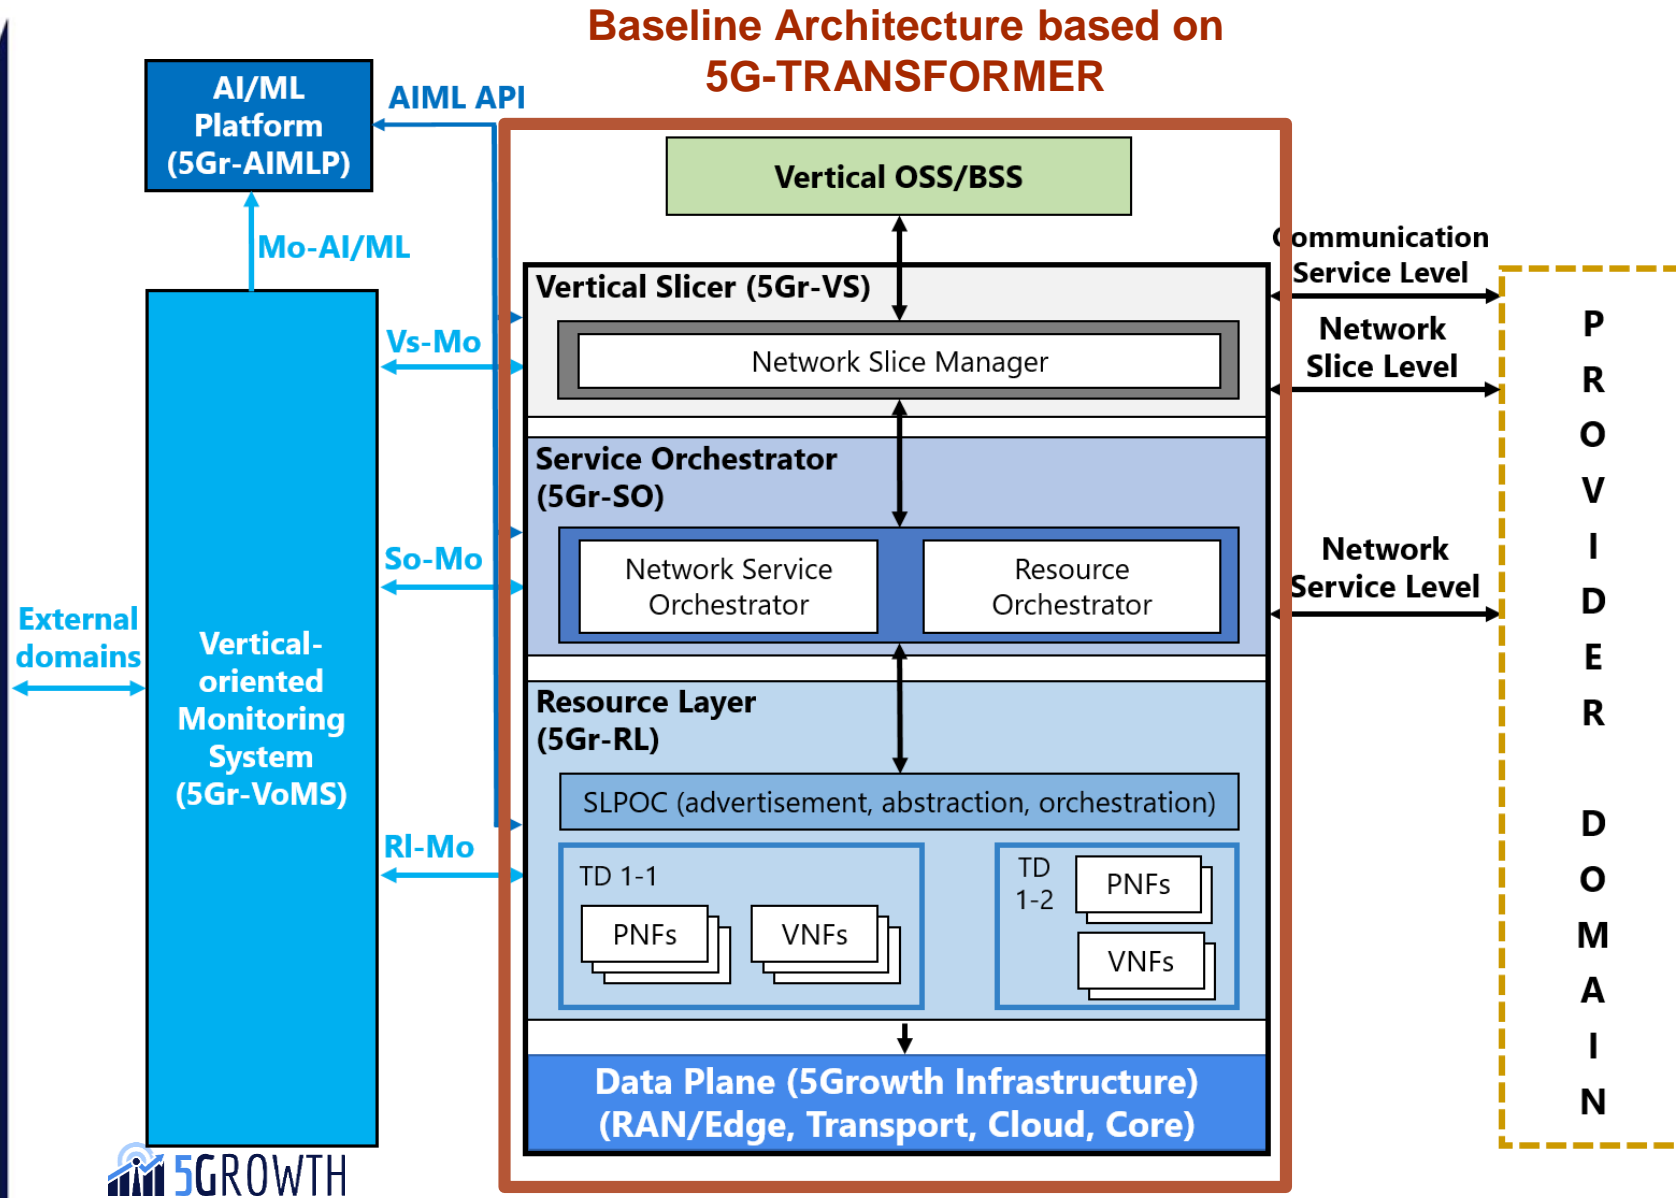 Baseline Architecture based on
5G-TRANSFORMER
AI/ML
Platform
(5Gr-AIMLP)
AIML API
Mo-AI/ML
Vertical OSS/BSS
Vertical Slicer (5Gr-VS)
Network Slice Manager
Vs-Mo
Communication
Service Level
Network
Slice Level
Service Orchestrator
(5Gr-SO)
Network Service
Orchestrator
Resource
Orchestrator
So-Mo
Network
Service Level
External
domains
Vertical-
oriented
Monitoring
System
(5Gr-VoMS)
Resource Layer
(5Gr-RL)
SLPOC (advertisement, abstraction, orchestration)
Rl-Mo
TD 1-1
PNFs
VNFs
TD
1-2
PNFs
VNFs
Data Plane (5Growth Infrastructure)
(RAN/Edge, Transport, Cloud, Core)
P
R
O
V
I
D
E
R
D
O
M
A
I
N
5GROWTH